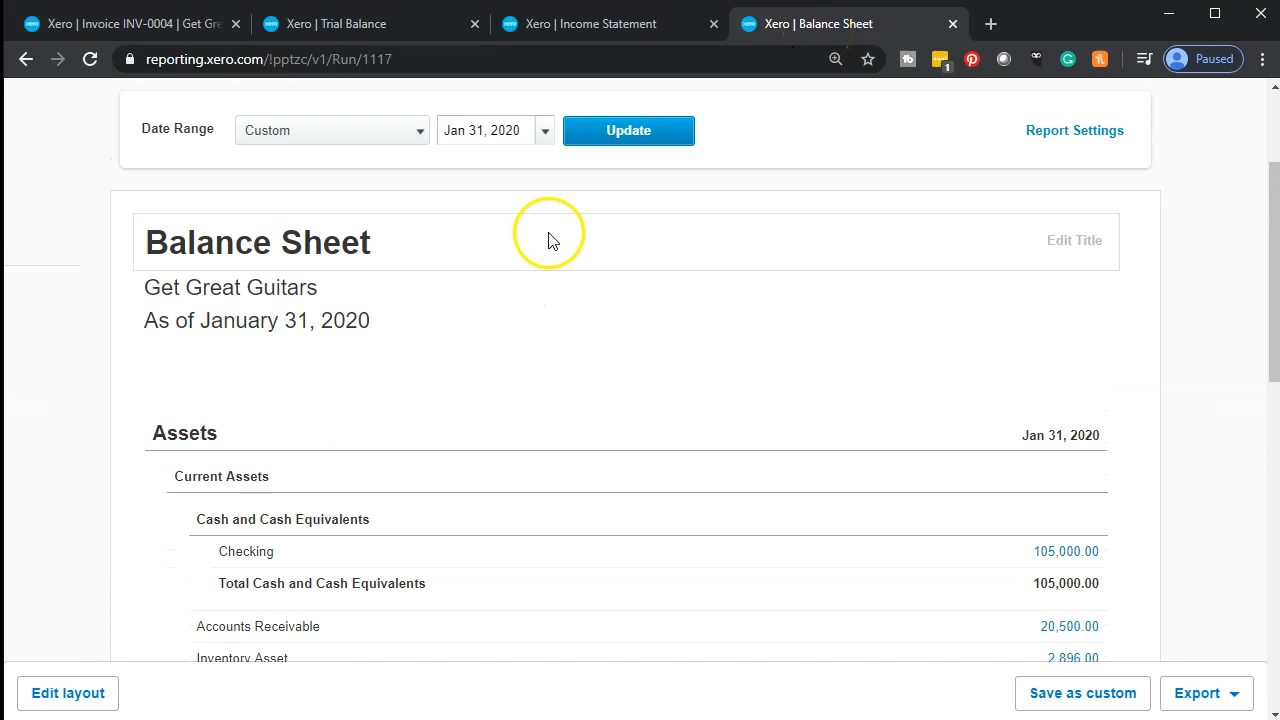 Xero | Invoice INV-0004 | Get Gre
Xero | Trial Balance
Xero | Income Statement
Xero | Balance Sheet
reporting.xero.com/!pptzc/v1/Run/1117
1
Paused
Date Range
Custom
Jan 31, 2020
Update
Report Settings
Balance Sheet
Edit Title
Get Great Guitars
As of January 31, 2020
Assets Jan 31, 2020
Current Assets
Cash and Cash Equivalents
Checking 105,000.00
Total Cash and Cash Equivalents 105,000.00
Accounts Receivable 20,500.00
Inventory Asset 2,896.00
Edit layout
Save as custom
Export